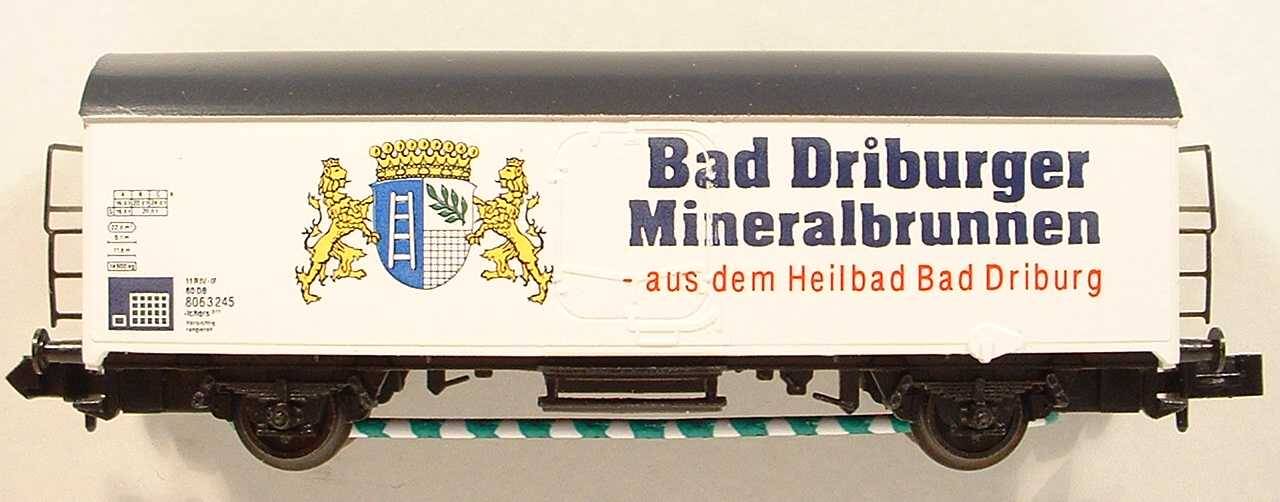 Bad Driburger
Mineralbrunnen
- aus dem Heilbad Bad Driburg
A B C
8063245